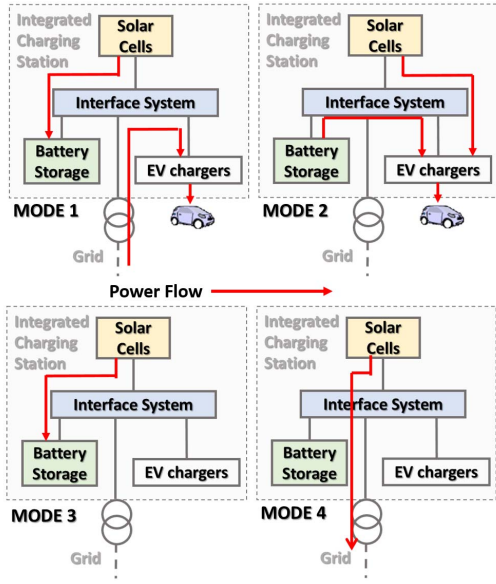 Integrated
Charging
Station
Solar
Cells
Interface System
Battery
Storage
EV chargers
MODE 1
Grid
Integrated
Charging
Station
Solar
Cells
Interface System
Battery
Storage
EV chargers
MODE 2
Grid
Power Flow
Integrated
Charging
Station
Solar
Cells
Interface System
Battery
Storage
EV chargers
MODE 3
Grid
Integrated
Charging
Station
Solar
Cells
Interface System
Battery
Storage
EV chargers
MODE 4
Grid